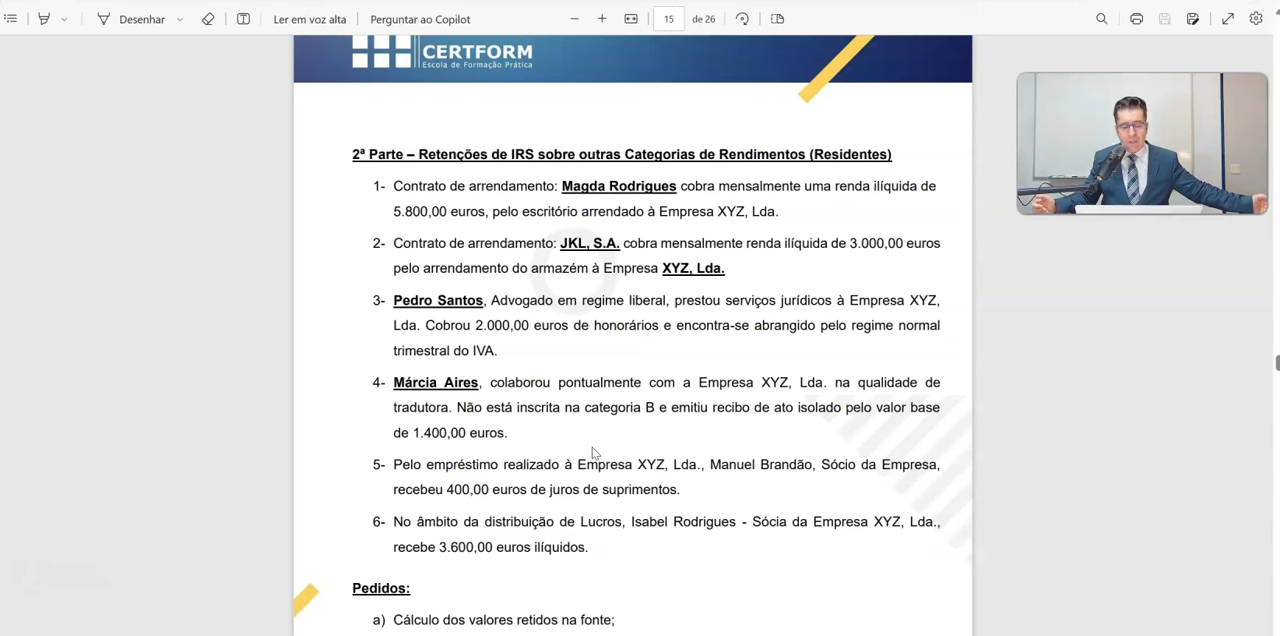 Desenhar
Ler em voz alta
Perguntar ao Copilot
15
de 26
CERTFORM
Escola de Formação Prática
2ª Parte – Retenções de IRS sobre outras Categorias de Rendimentos (Residentes)
1- Contrato de arrendamento: Magda Rodrigues cobra mensalmente uma renda ilíquida de
5.800,00 euros, pelo escritório arrendado à Empresa XYZ, Lda.
2- Contrato de arrendamento: JKL, S.A. cobra mensalmente renda ilíquida de 3.000,00 euros
pelo arrendamento do armazém à Empresa XYZ, Lda.
3- Pedro Santos, Advogado em regime liberal, prestou serviços jurídicos à Empresa XYZ,
Lda. Cobrou 2.000,00 euros de honorários e encontra-se abrangido pelo regime normal
trimestral do IVA.
4- Márcia Aires, colaborou pontualmente com a Empresa XYZ, Lda. na qualidade de
tradutora. Não está inscrita na categoria B e emitiu recibo de ato isolado pelo valor base
de 1.400,00 euros.
5- Pelo empréstimo realizado à Empresa XYZ, Lda., Manuel Brandão, Sócio da Empresa,
recebeu 400,00 euros de juros de suprimentos.
6- No âmbito da distribuição de Lucros, Isabel Rodrigues - Sócia da Empresa XYZ, Lda.,
recebe 3.600,00 euros ilíquidos.
Pedidos:
a) Cálculo dos valores retidos na fonte;